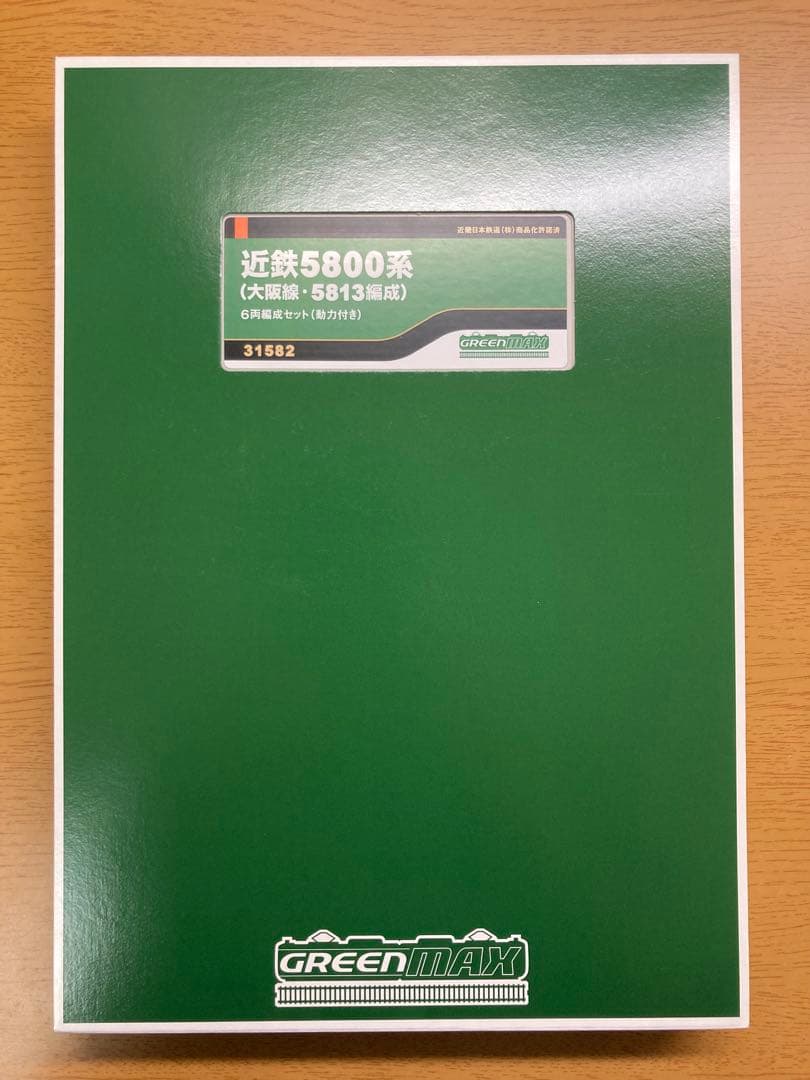 近畿日本鉄道(株)商品化許諾済
近鉄5800系
(大阪線・5813編成)
6両編成セット(動力付き)
31582
GREENMAX
GREENMAX